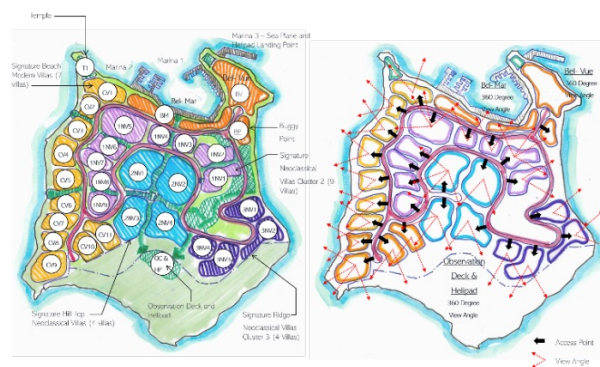 Temple
T1
Marina 3 – Sea Plane and
Helipad Landing Point
Marina 2
Marina 1
Signature Beach
Modern Villas (7
Villas)
Bel-Vue
BV
Bel-Mar
BM
BP
Buggy
Point
CV1
CV2
CV3
CV4
CV5
CV6
CV7
CV8
CV9
CV10
CV11
1NV5
1NV4
1NV3
1NV2
1NV1
1NV6
1NV7
1NV8
1NV9
2NV1
2NV2
2NV3
2NV4
3NV1
3NV2
3NV3
3NV4
Signature
Neoclassical
Villas Cluster 2 (9
Villas)
OC &
HP
Observation Deck and
Helipad
Signature Hill Top
Neoclassical Villas (4 Villas)
Signature Ridge
Neoclassical Villas
Cluster 3 (4 Villas)
Bel-Mar
360 Degree
View Angle
Bel-Vue
360 Degree
View Angle
Observation
Deck &
Helipad
360 Degree
View Angle
Access Point
View Angle